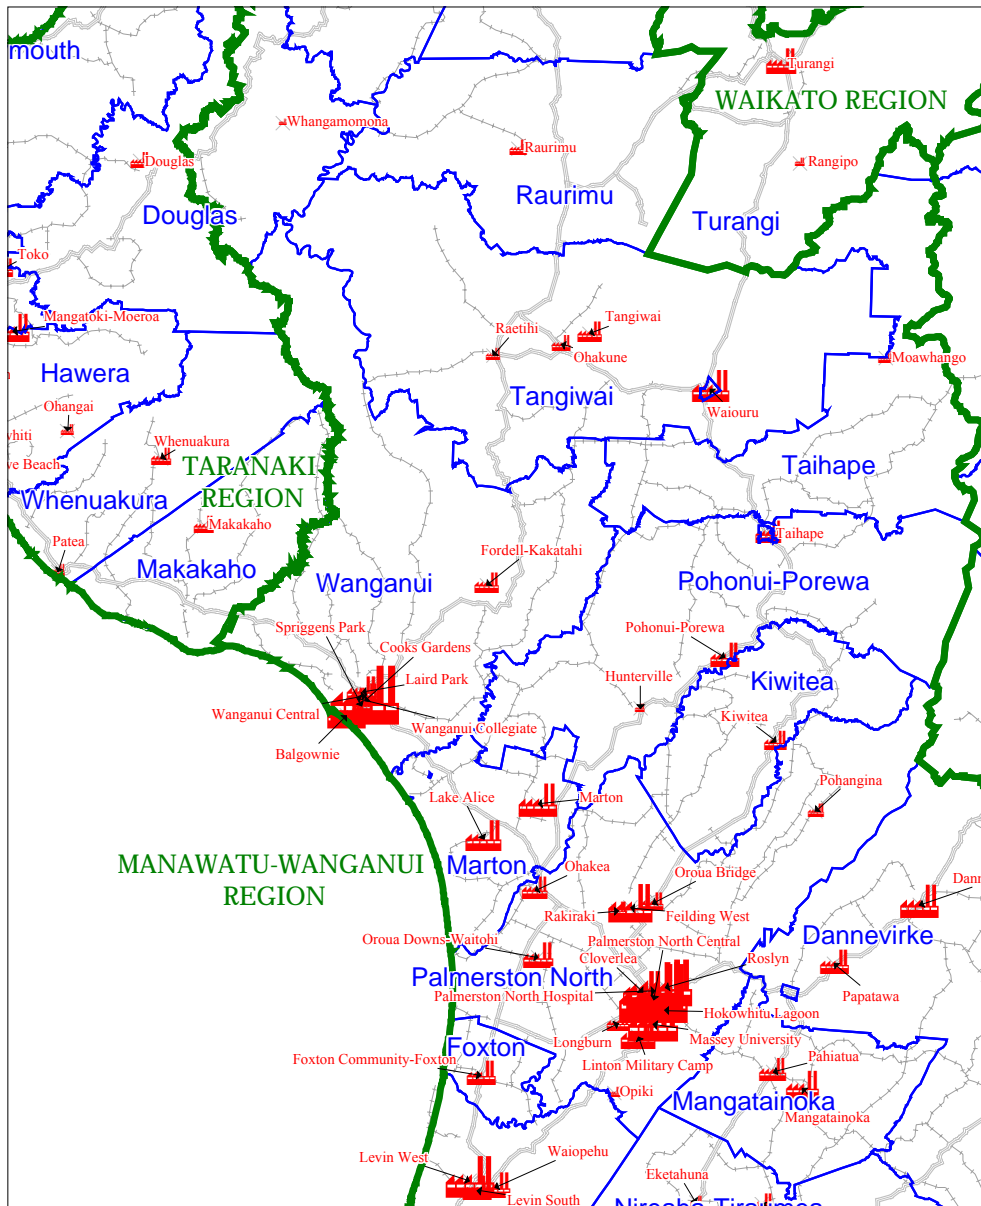 mouth
Turangi
WAIKATO REGION
Whangamomona
Raurimu
Douglas
Rangipo
Raurimu
Douglas
Turangi
Toko
Mangatoki-Moeroa
Tangiwai
Raetihi
Ohakune
Moawhango
Hawera
Tangiwai
Waiouru
Ohangai
whiti
Whenuakura
we Beach
TARANAKI
REGION
Taihape
Whenuakura
Makakaho
Patea
Taihape
Fordell-Kakatahi
Makakaho
Wanganui
Pohonui-Porewa
Spriggens Park
Cooks Gardens
Pohonui-Porewa
Laird Park
Hunterville
Kiwitea
Wanganui Central
Wanganui Collegiate
Kiwitea
Balgownie
Pohangina
Lake Alice
Marton
MANAWATU-WANGANUI
REGION
Marton
Ohakea
Oroua Bridge
Dann
Rakiraki
Feilding West
Oroua Downs-Waitohi
Palmerston North Central
Dannevirke
Cloverlea
Roslyn
Palmerston North
Palmerston North Hospital
Papatawa
Hokowhitu Lagoon
Longburn
Massey University
Foxton
Foxton Community-Foxton
Linton Military Camp
Pahiatua
Opiki
Mangatainoka
Mangatainoka
Levin West
Waiopehu
Eketahuna
Levin South